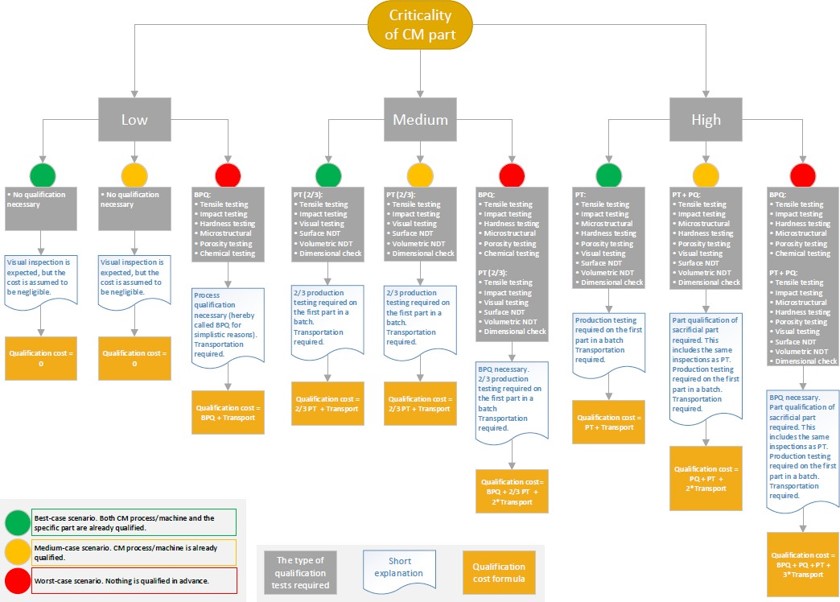 Criticality
of CM part
Low
Medium
High
• No qualification
necessary
Visual inspection is
expected, but the
cost is assumed to
be negligible.
Qualification cost =
0
• No qualification
necessary
Visual inspection is
expected, but the
cost is assumed to
be negligible.
Qualification cost =
0
BPQ:
• Tensile testing
• Impact testing
• Hardness testing
• Microstructural
• Porosity testing
• Chemical testing
Process
qualification
necessary (hereby
called BPQ for
simplistic reasons).
Transportation
required.
Qualification cost =
BPQ + Transport
PT (2/3):
• Tensile testing
• Impact testing
• Visual testing
• Surface NDT
• Volumetric NDT
• Dimensional check
2/3 production
testing required on
the first part in a
batch.
Transportation
required.
Qualification cost =
2/3 PT + Transport
PT (2/3):
• Tensile testing
• Impact testing
• Visual testing
• Surface NDT
• Volumetric NDT
• Dimensional check
2/3 production
testing required on
the first part in a
batch.
Transportation
required.
Qualification cost =
2/3 PT + Transport
BPQ:
• Tensile testing
• Impact testing
• Hardness testing
• Microstructural
• Porosity testing
• Chemical testing
PT (2/3):
• Tensile testing
• Impact testing
• Visual testing
• Surface NDT
• Volumetric NDT
• Dimensional check
BPQ necessary.
2/3 production
testing required on
the first part in a
batch
Transportation
required.
Qualification cost=
BPQ + 2/3 PT +
2*Transport
PT:
• Tensile testing
• Impact testing
• Microstructural
• Hardness testing
• Porosity testing
• Visual testing
• Surface NDT
• Volumetric NDT
• Dimensional check
Production testing
required on the first
part in a batch
Transportation
required.
Qualification cost =
PT + Transport
PT + PQ:
• Tensile testing
• Impact testing
• Microstructural
• Hardness testing
• Porosity testing
• Visual testing
• Surface NDT
• Volumetric NDT
• Dimensional check
Part qualification of
sacrificial part
required. This
includes the same
inspections as PT.
Production testing
required on the first
part in a batch.
Transportation
required.
Qualification cost =
PQ + PT +
2*Transport
BPQ:
• Tensile testing
• Impact testing
• Hardness testing
• Microstructural
• Porosity testing
• Chemical testing
PT + PQ:
• Tensile testing
• Impact testing
• Microstructural
• Hardness testing
• Porosity testing
• Visual testing
• Surface NDT
• Volumetric NDT
• Dimensional check
BPQ necessary.
Part qualification of
sacrificial part
required. This
includes the same
inspections as PT.
Production testing
required on the first
part in a batch.
Transportation
required.
Qualification cost =
BPQ + PQ + PT +
3*Transport
Best-case scenario. Both CM process/machine and the
specific part are already qualified.
Medium-case scenario. CM process/machine is already
qualified.
Worst-case scenario. Nothing is qualified in advance.
The type of
qualification
tests required
Short
explanation
Qualification
cost formula